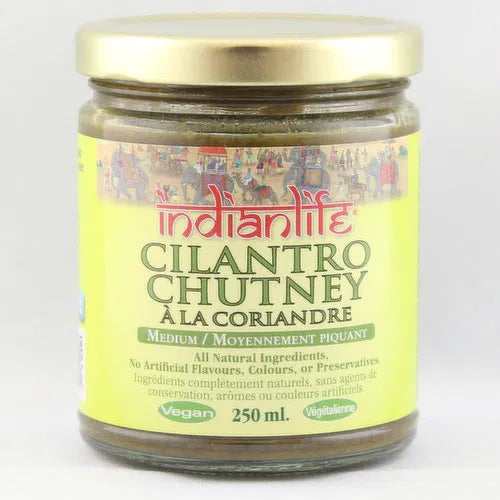 indianlife
CILANTRO
CHUTNEY
À LA CORIANDRE
MEDIUM / MOYENNEMENT PIQUANT
All Natural Ingredients.
No Artificial Flavours, Colours, or Preservatives.
Ingrédients complètement naturels, sans agents de
conservation, arômes ou couleurs artificiels.
Vegan 250 ml. Végétalienne